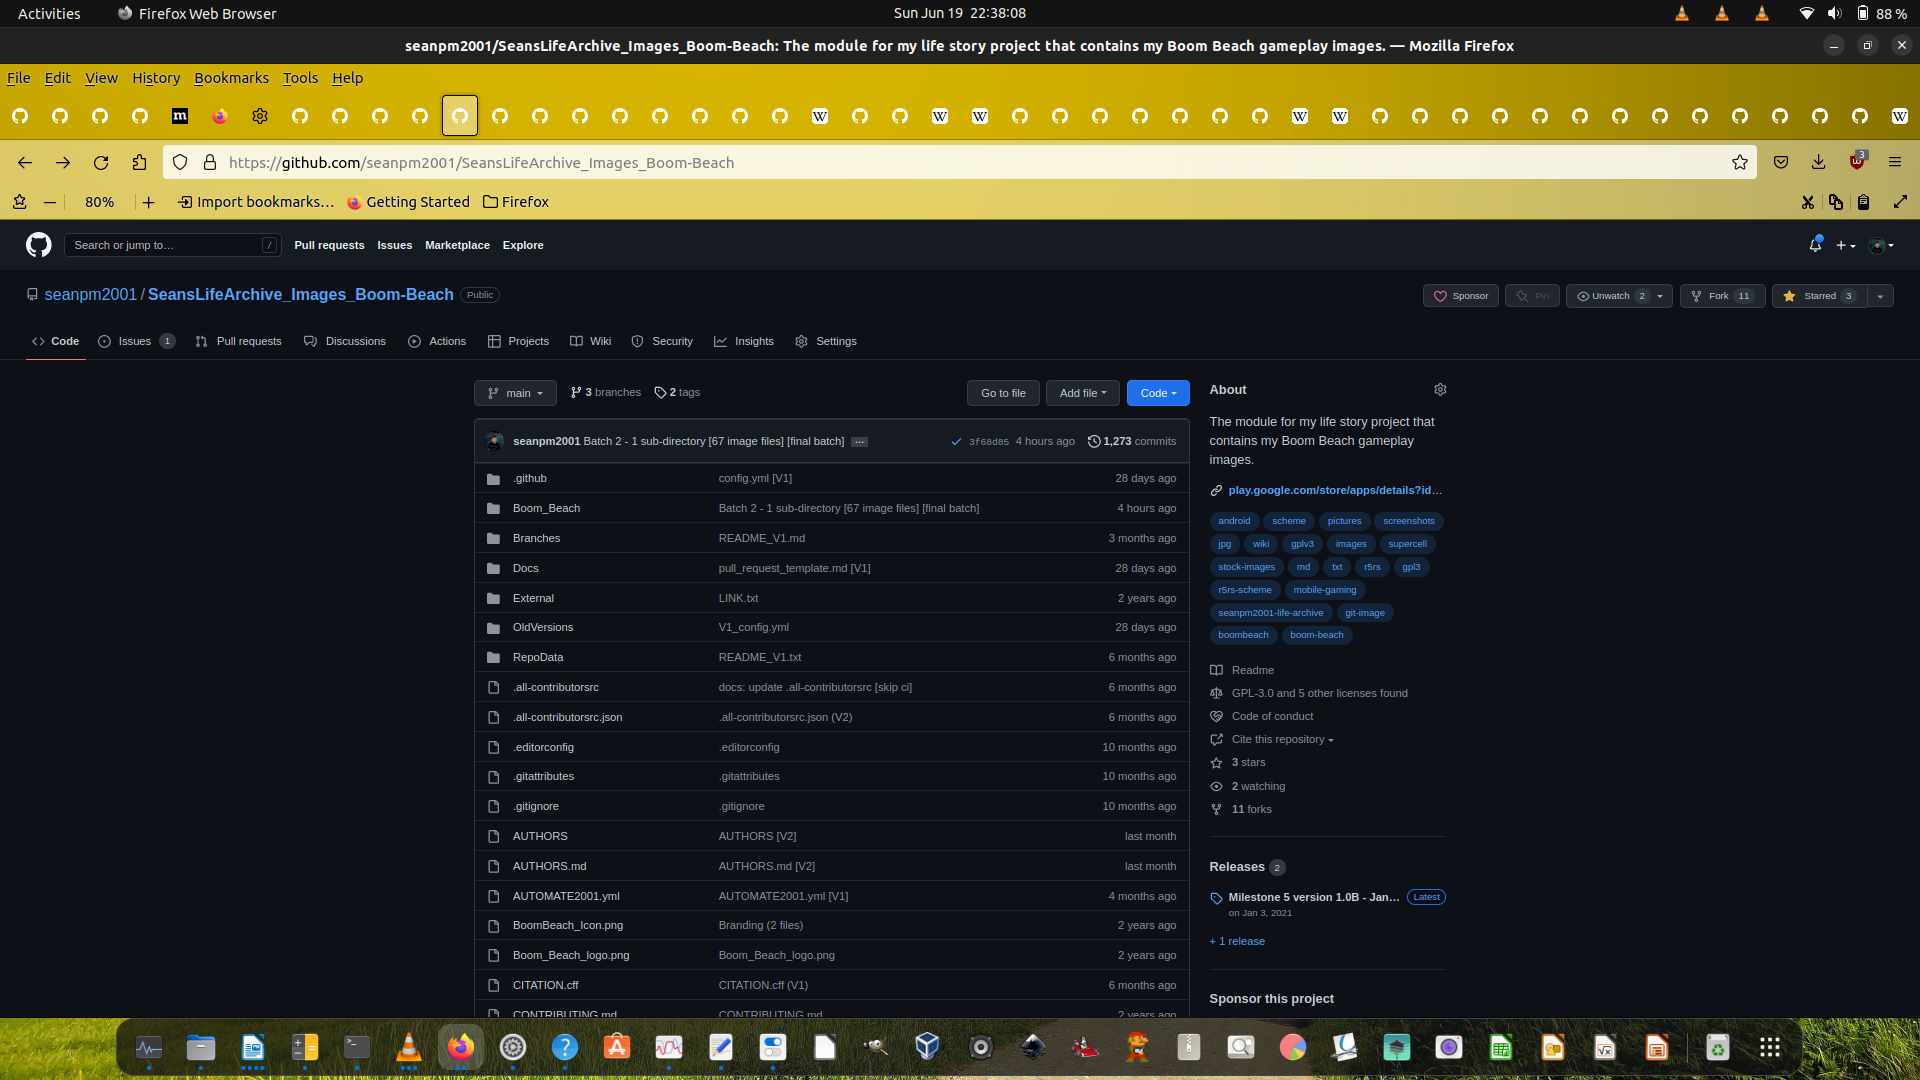 Activities
Firefox Web Browser
Sun Jun 19 22:38:08
88 %
seanpm2001/SeansLifeArchive_Images_Boom-Beach: The module for my life story project that contains my Boom Beach gameplay images. — Mozilla Firefox
File Edit View History Bookmarks Tools Help
https://github.com/seanpm2001/SeansLifeArchive_Images_Boom-Beach
3
80%
Import bookmarks…
Getting Started
Firefox
Search or jump to…
/
Pull requests Issues Marketplace Explore
seanpm2001 / SeansLifeArchive_Images_Boom-Beach Public
Sponsor
Pin
Unwatch 2
Fork 11
Starred 3
Code
Issues 1
Pull requests
Discussions
Actions
Projects
Wiki
Security
Insights
Settings
main
3 branches
2 tags
Go to file
Add file
Code
seanpm2001 Batch 2 - 1 sub-directory [67 image files] [final batch] …
3f68d85 4 hours ago
1,273 commits
.github config.yml [V1] 28 days ago
Boom_Beach Batch 2 - 1 sub-directory [67 image files] [final batch] 4 hours ago
Branches README_V1.md 3 months ago
Docs pull_request_template.md [V1] 28 days ago
External LINK.txt 2 years ago
OldVersions V1_config.yml 28 days ago
RepoData README_V1.txt 6 months ago
.all-contributorsrc docs: update .all-contributorsrc [skip ci] 6 months ago
.all-contributorsrc.json .all-contributorsrc.json (V2) 6 months ago
.editorconfig .editorconfig 10 months ago
.gitattributes .gitattributes 10 months ago
.gitignore .gitignore 10 months ago
AUTHORS AUTHORS [V2] last month
AUTHORS.md AUTHORS.md [V2] last month
AUTOMATE2001.yml AUTOMATE2001.yml [V1] 4 months ago
BoomBeach_Icon.png Branding (2 files) 2 years ago
Boom_Beach_logo.png Boom_Beach_logo.png 2 years ago
CITATION.cff CITATION.cff (V1) 6 months ago
CONTRIBUTING.md CONTRIBUTING.md 2 years ago
About
The module for my life story project that
contains my Boom Beach gameplay
images.
play.google.com/store/apps/details?id…
android scheme pictures screenshots
jpg wiki gplv3 images supercell
stock-images md txt r5rs gpl3
r5rs-scheme mobile-gaming
seanpm2001-life-archive git-image
boombeach boom-beach
Readme
GPL-3.0 and 5 other licenses found
Code of conduct
Cite this repository
3 stars
2 watching
11 forks
Releases 2
Milestone 5 version 1.0B - Jan… Latest
on Jan 3, 2021
+ 1 release
Sponsor this project